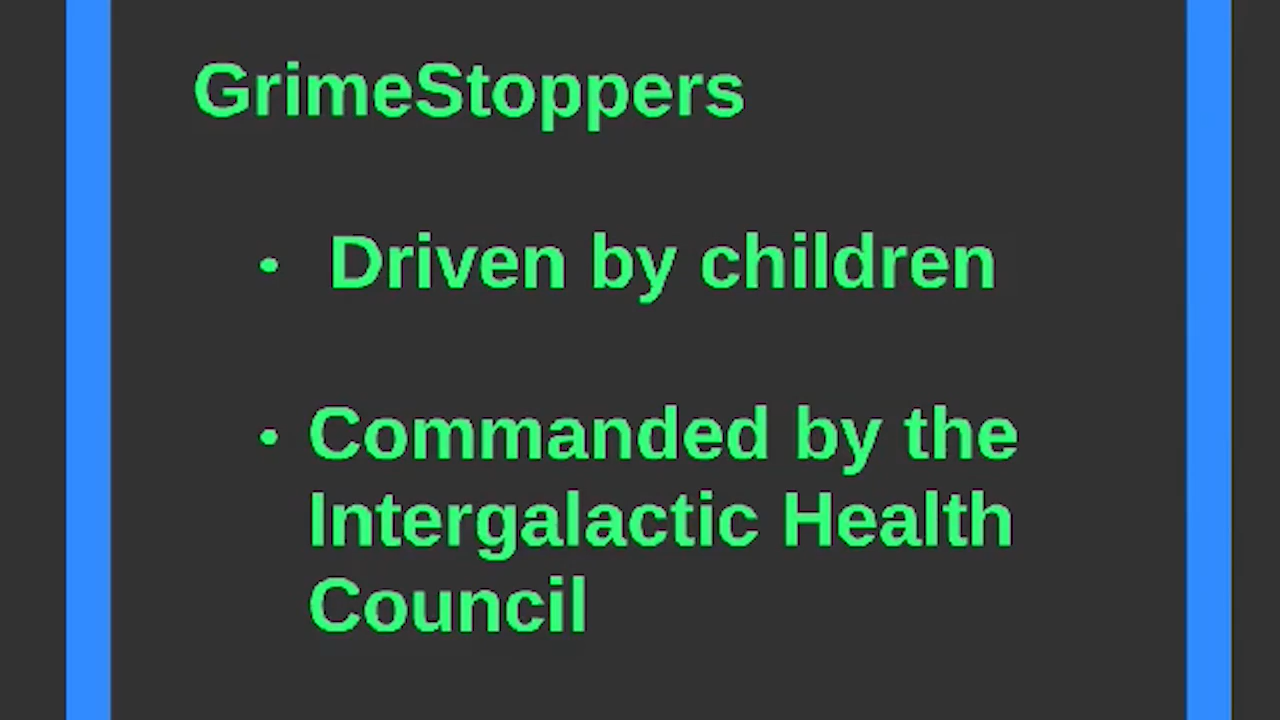 GrimeStoppers
• Driven by children
• Commanded by the
Intergalactic Health
Council